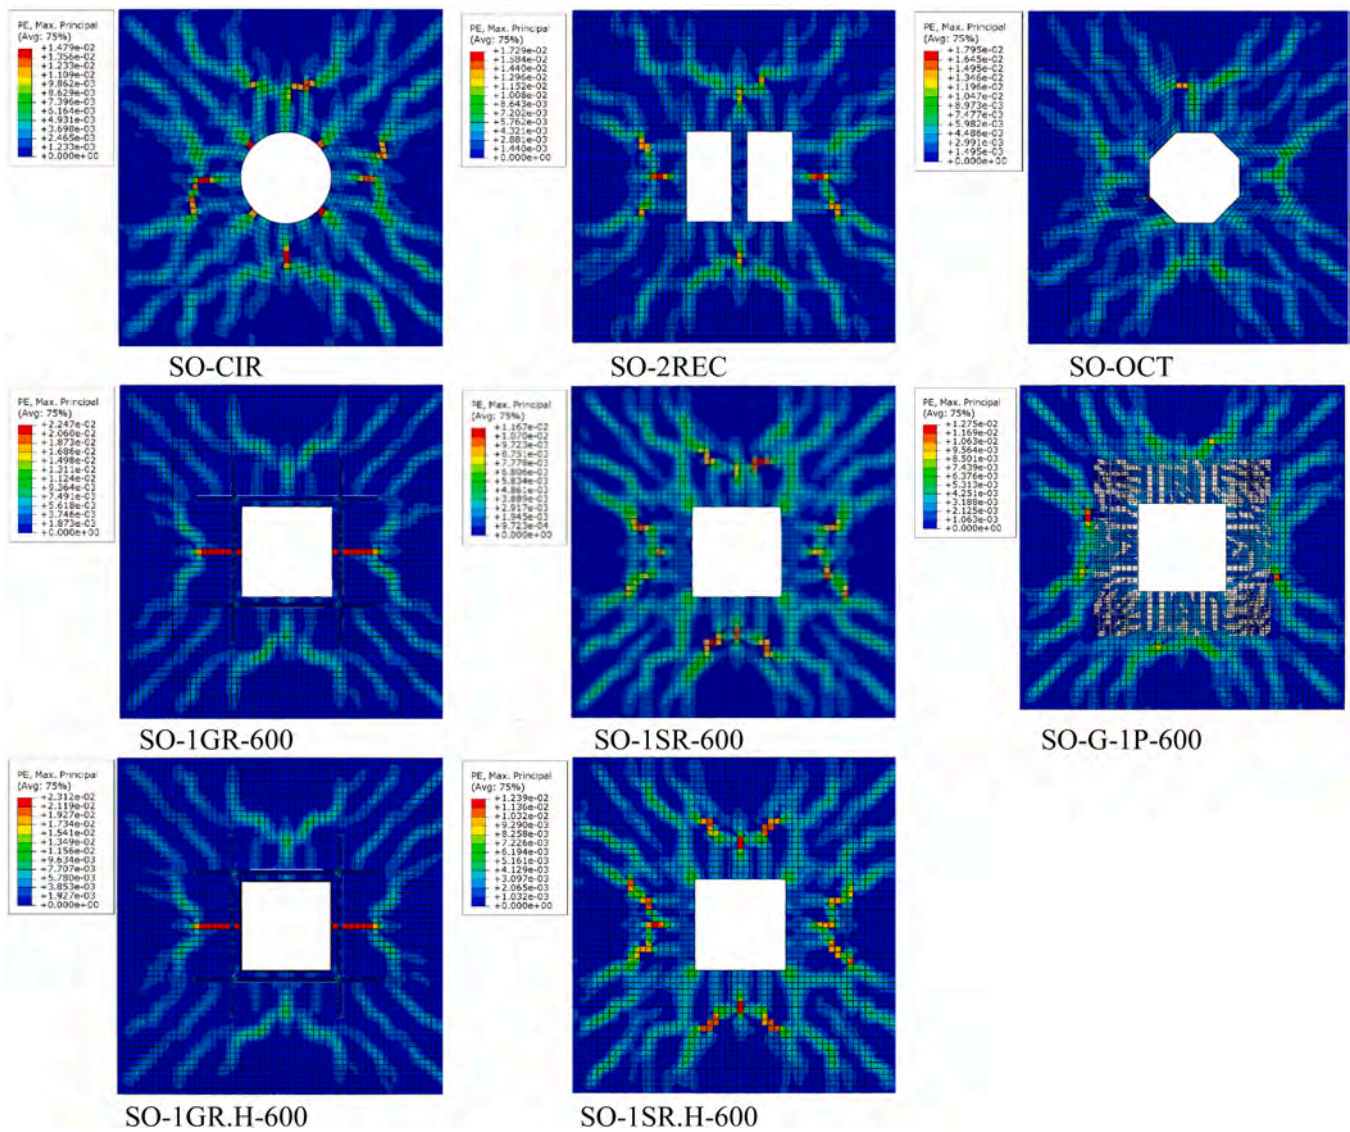 PE, Max. Principal
(Avg: 75%)
+1.479e-02
+1.356e-02
+1.233e-02
+1.109e-02
+9.862e-03
+8.629e-03
+7.396e-03
+6.164e-03
+4.931e-03
+3.698e-03
+2.465e-03
+1.233e-03
+0.000e+00
SO-CIR
PE, Max. Principal
(Avg: 75%)
+1.729e-02
+1.584e-02
+1.440e-02
+1.296e-02
+1.152e-02
+1.008e-02
+8.643e-03
+7.202e-03
+5.762e-03
+4.321e-03
+2.881e-03
+1.440e-03
+0.000e+00
SO-2REC
PE, Max. Principal
(Avg: 75%)
+1.795e-02
+1.645e-02
+1.495e-02
+1.346e-02
+1.196e-02
+1.047e-02
+8.973e-03
+7.477e-03
+5.982e-03
+4.486e-03
+2.991e-03
+1.495e-03
+0.000e+00
SO-OCT
PE, Max. Principal
(Avg: 75%)
+2.247e-02
+2.060e-02
+1.873e-02
+1.686e-02
+1.498e-02
+1.311e-02
+1.124e-02
+9.364e-03
+7.491e-03
+5.618e-03
+3.746e-03
+1.873e-03
+0.000e+00
SO-1GR-600
PE, Max. Principal
(Avg: 75%)
+1.167e-02
+1.070e-02
+9.723e-03
+8.751e-03
+7.778e-03
+6.806e-03
+5.834e-03
+4.861e-03
+3.889e-03
+2.917e-03
+1.945e-03
+9.723e-04
+0.000e+00
SO-1SR-600
PE, Max. Principal
(Avg: 75%)
+1.275e-02
+1.169e-02
+1.063e-02
+9.564e-03
+8.501e-03
+7.439e-03
+6.376e-03
+5.313e-03
+4.251e-03
+3.188e-03
+2.125e-03
+1.063e-03
+0.000e+00
SO-G-1P-600
PE, Max. Principal
(Avg: 75%)
+2.312e-02
+2.119e-02
+1.927e-02
+1.734e-02
+1.541e-02
+1.349e-02
+1.156e-02
+9.634e-03
+7.707e-03
+5.780e-03
+3.853e-03
+1.927e-03
+0.000e+00
SO-1GR.H-600
PE, Max. Principal
(Avg: 75%)
+1.239e-02
+1.136e-02
+1.032e-02
+9.290e-03
+8.258e-03
+7.226e-03
+6.194e-03
+5.161e-03
+4.129e-03
+3.097e-03
+2.065e-03
+1.032e-03
+0.000e+00
SO-1SR.H-600